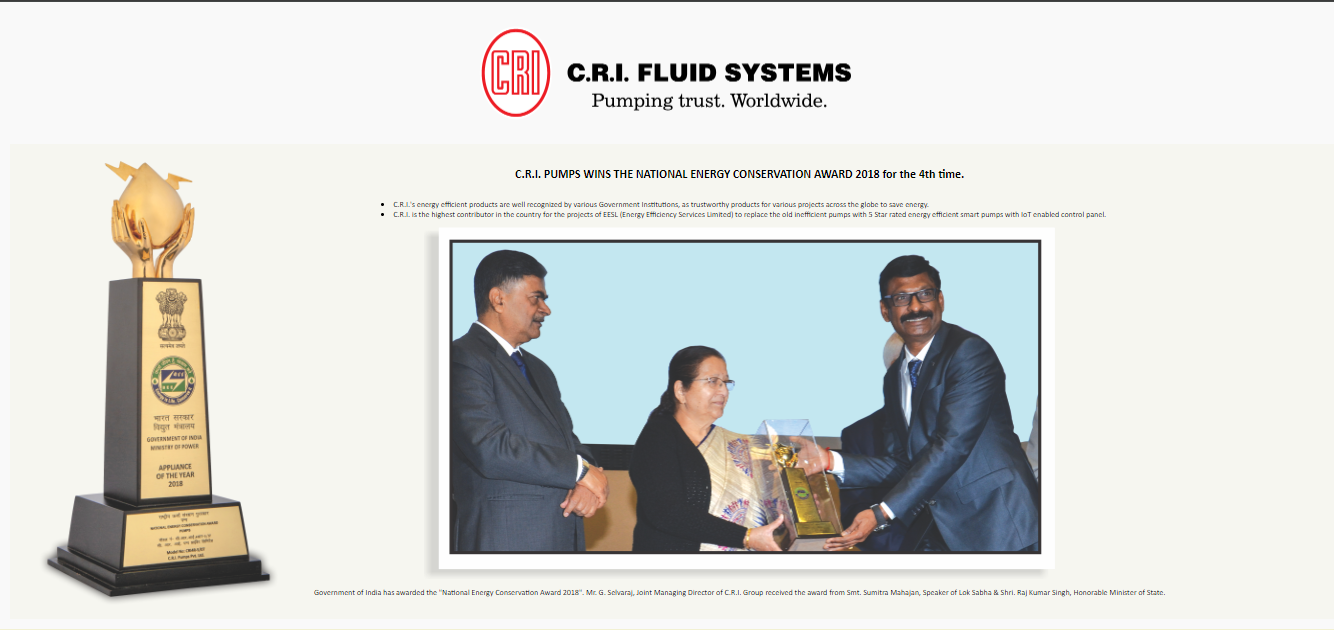 CRI
C.R.I. FLUID SYSTEMS
Pumping trust. Worldwide.
C.R.I. PUMPS WINS THE NATIONAL ENERGY CONSERVATION AWARD 2018 for the 4th time.
C.R.I.'s energy efficient products are well recognized by various Government Institutions, as trustworthy products for various projects across the globe to save energy.
C.R.I. is the highest contributor in the country for the projects of EESL (Energy Efficiency Services Limited) to replace the old inefficient pumps with 5 Star rated energy efficient smart pumps with IoT enabled control panel.
सत्यमेव जयते
भारत सरकार
विद्युत मंत्रालय
GOVERNMENT OF INDIA
MINISTRY OF POWER
APPLIANCE
OF THE YEAR
2018
NATIONAL ENERGY CONSERVATION AWARD
PUMPS
C.R.I. Pumps Pvt. Ltd.
Government of India has awarded the "National Energy Conservation Award 2018". Mr. G. Selvaraj, Joint Managing Director of C.R.I. Group received the award from Smt. Sumitra Mahajan, Speaker of Lok Sabha & Shri. Raj Kumar Singh, Honorable Minister of State.